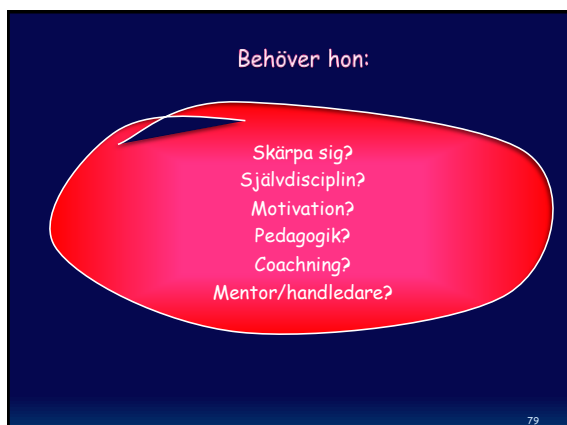 Behöver hon:
Skärpa sig?
Självdisciplin?
Motivation?
Pedagogik?
Coachning?
Mentor/handledare?
79